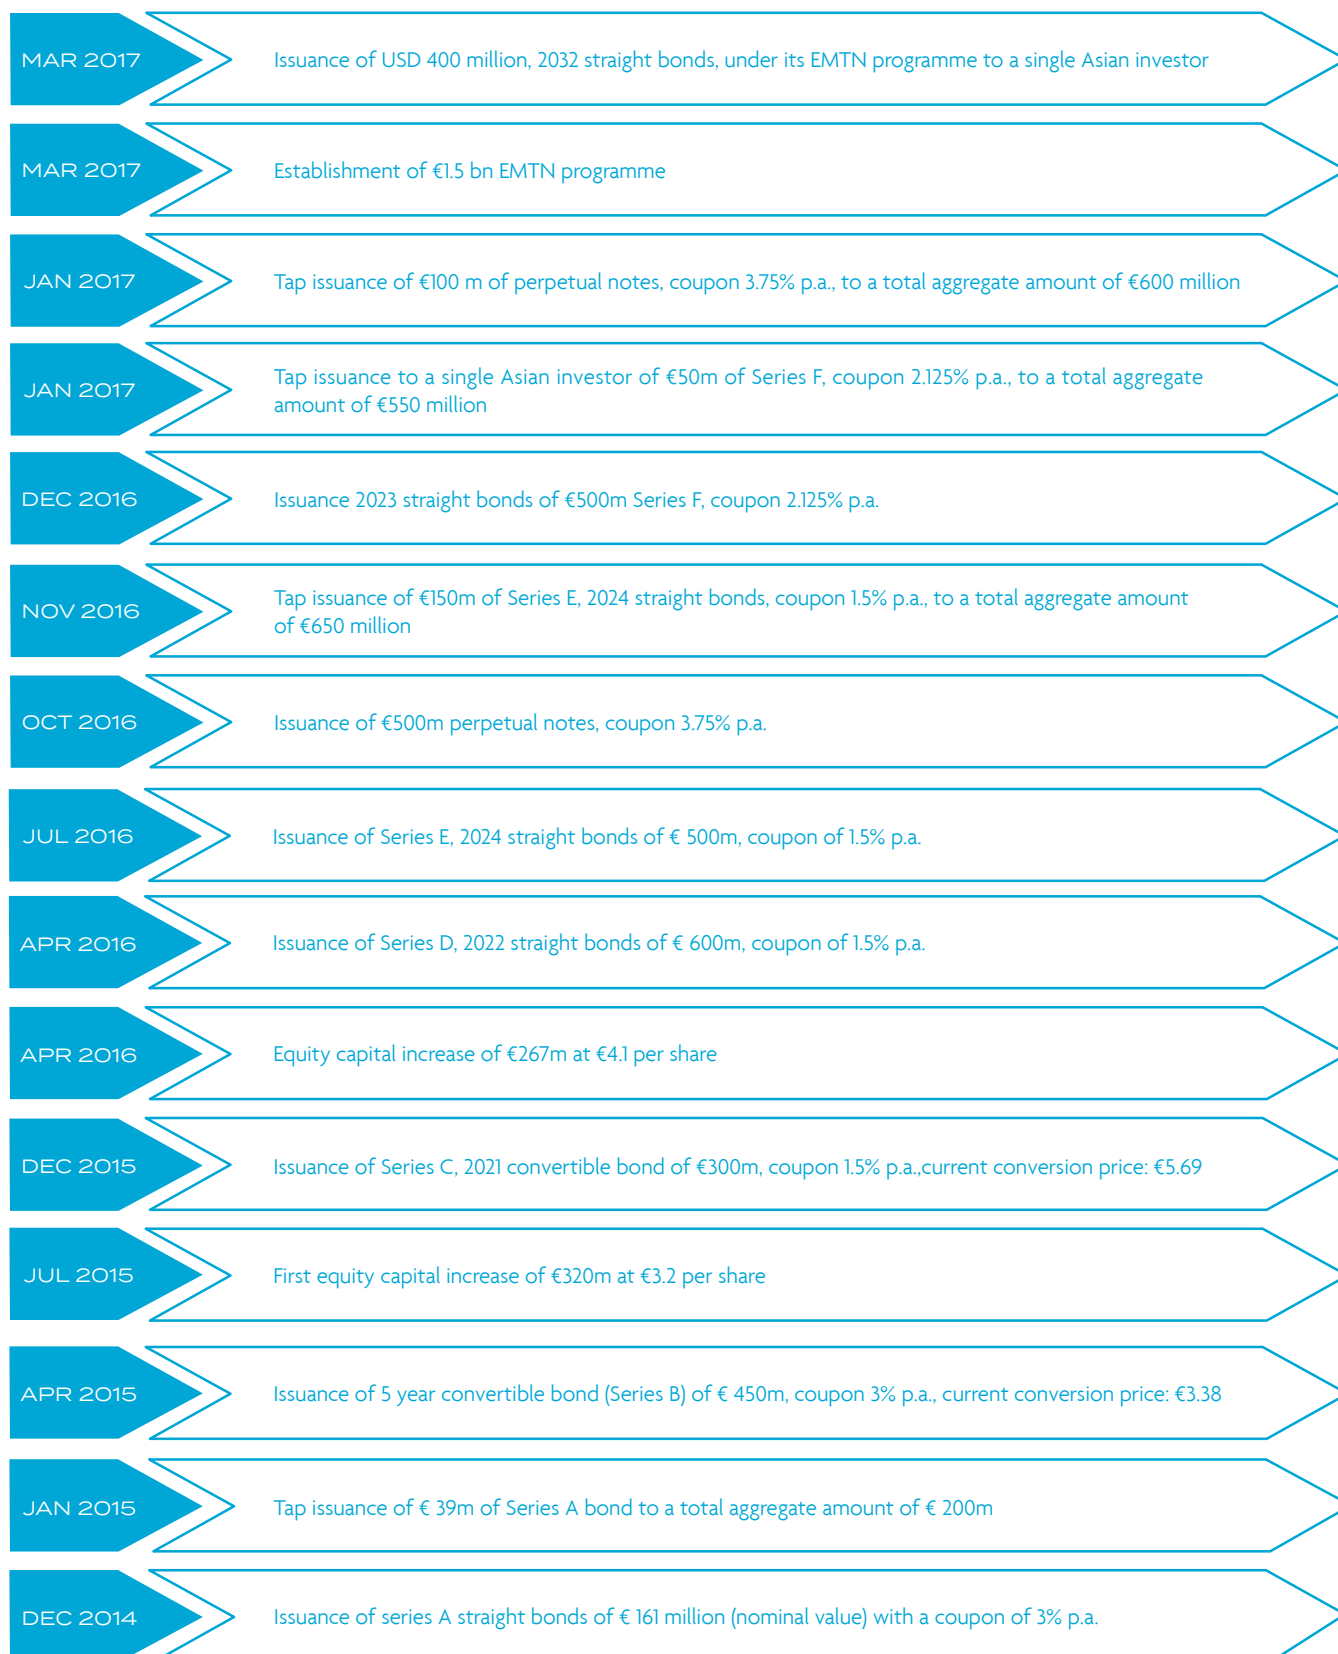 MAR 2017
Issuance of USD 400 million, 2032 straight bonds, under its EMTN programme to a single Asian investor
MAR 2017
Establishment of €1.5 bn EMTN programme
JAN 2017
Tap issuance of €100 m of perpetual notes, coupon 3.75% p.a., to a total aggregate amount of €600 million
JAN 2017
Tap issuance to a single Asian investor of €50m of Series F, coupon 2.125% p.a., to a total aggregate
amount of €550 million
DEC 2016
Issuance 2023 straight bonds of €500m Series F, coupon 2.125% p.a.
NOV 2016
Tap issuance of €150m of Series E, 2024 straight bonds, coupon 1.5% p.a., to a total aggregate amount
of €650 million
OCT 2016
Issuance of €500m perpetual notes, coupon 3.75% p.a.
JUL 2016
Issuance of Series E, 2024 straight bonds of € 500m, coupon of 1.5% p.a.
APR 2016
Issuance of Series D, 2022 straight bonds of € 600m, coupon of 1.5% p.a.
APR 2016
Equity capital increase of €267m at €4.1 per share
DEC 2015
Issuance of Series C, 2021 convertible bond of €300m, coupon 1.5% p.a.,current conversion price: €5.69
JUL 2015
First equity capital increase of €320m at €3.2 per share
APR 2015
Issuance of 5 year convertible bond (Series B) of € 450m, coupon 3% p.a., current conversion price: €3.38
JAN 2015
Tap issuance of € 39m of Series A bond to a total aggregate amount of € 200m
DEC 2014
Issuance of series A straight bonds of € 161 million (nominal value) with a coupon of 3% p.a.